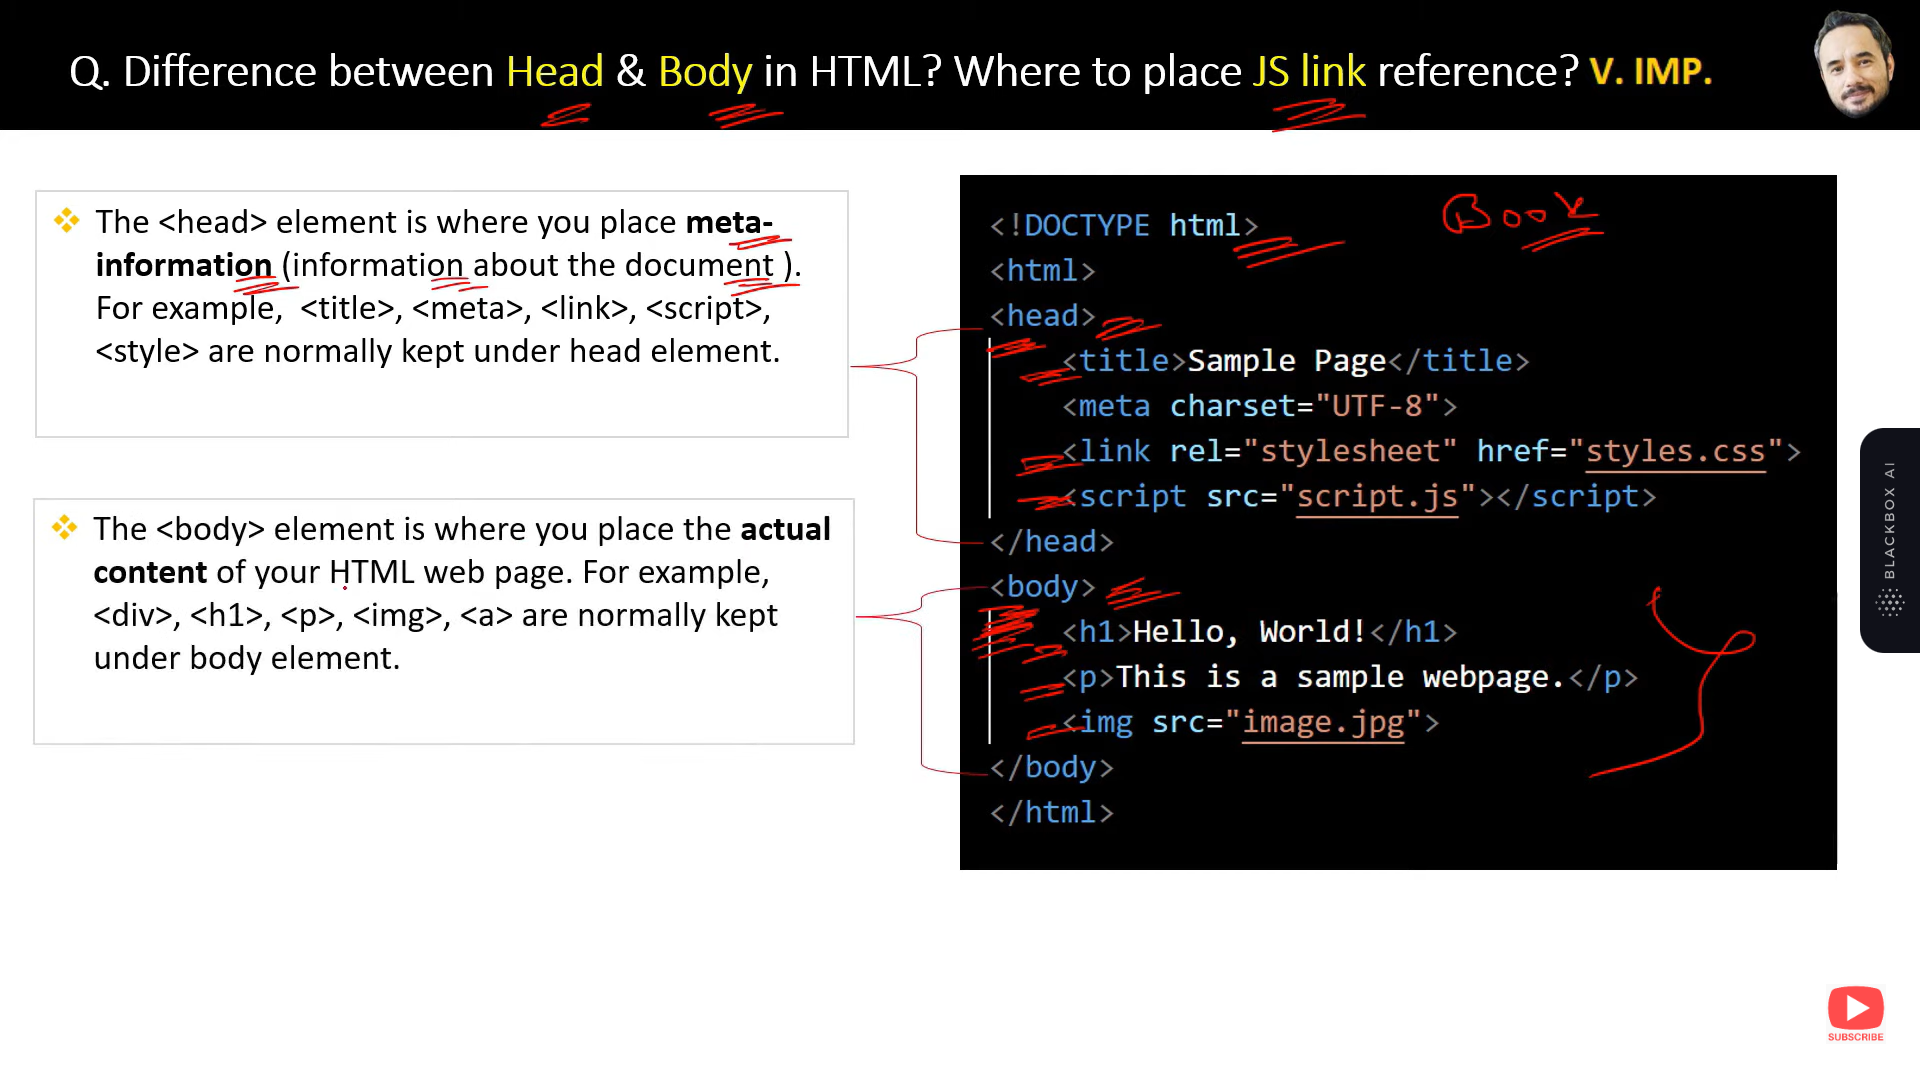 Q. Difference between Head & Body in HTML? Where to place JS link reference? V. IMP.
❖ The <head> element is where you place meta-
information (information about the document ).
For example,  <title>, <meta>, <link>, <script>,
<style> are normally kept under head element.
❖ The <body> element is where you place the actual
content of your HTML web page. For example,
<div>, <h1>, <p>, <img>, <a> are normally kept
under body element.
Book
<!DOCTYPE html>
<html>
<head>
    <title>Sample Page</title>
    <meta charset="UTF-8">
    <link rel="stylesheet" href="styles.css">
    <script src="script.js"></script>
</head>
<body>
    <h1>Hello, World!</h1>
    <p>This is a sample webpage.</p>
    <img src="image.jpg">
</body>
</html>
BLACKBOX AI
SUBSCRIBE